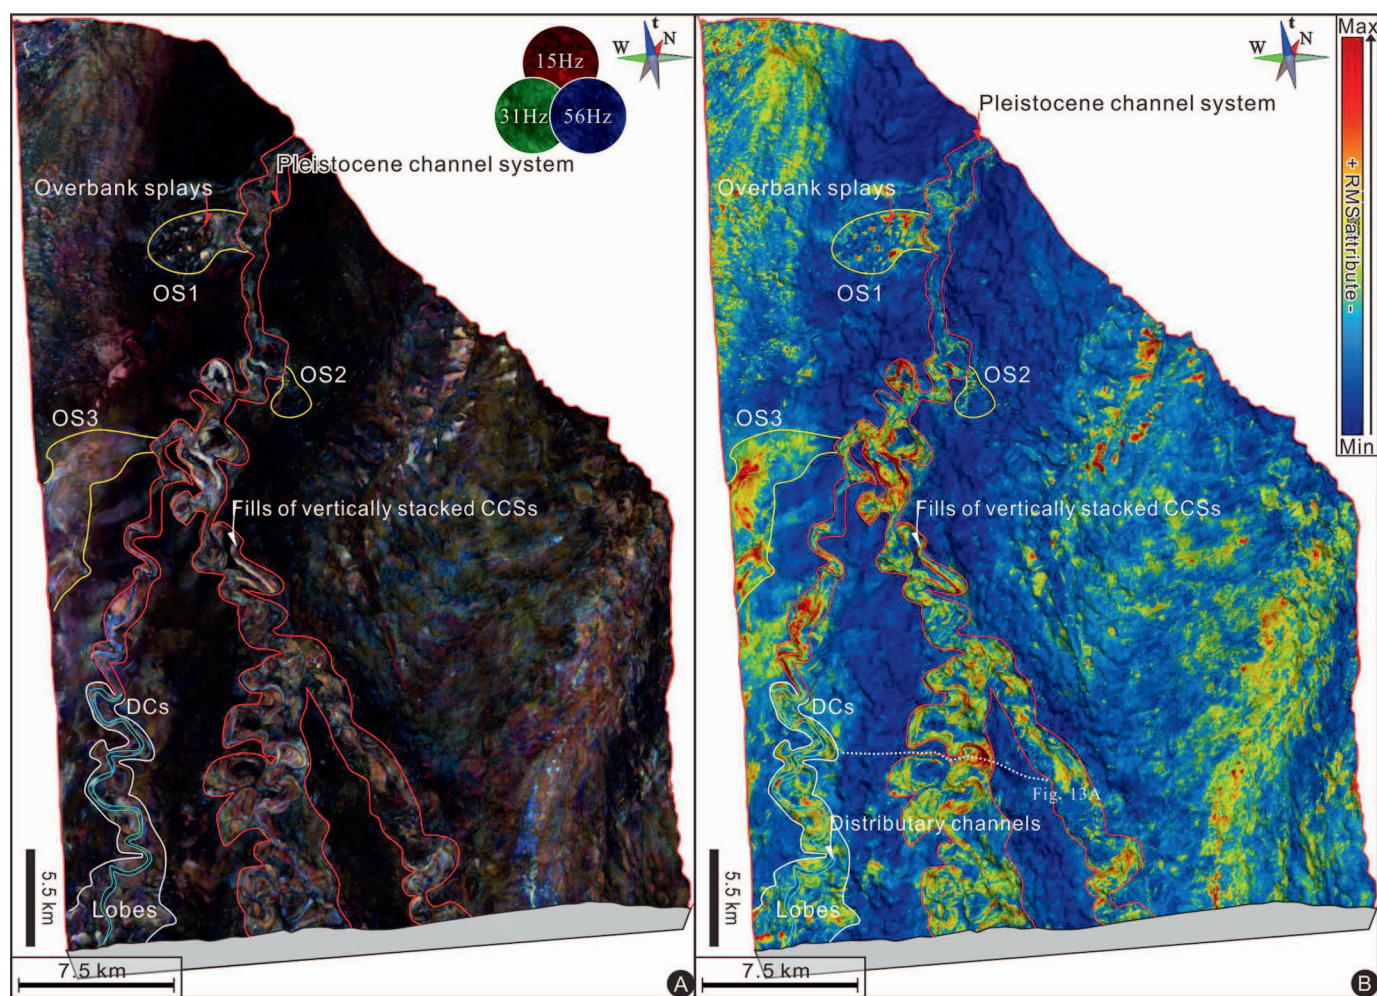 15Hz
31Hz
56Hz
t
W
N
Pleistocene channel system
Overbank splays
OS1
OS2
OS3
Fills of vertically stacked CCSs
DCs
Lobes
5.5 km
7.5 km
A
t
W
N
Max
+ RMS attribute -
Min
Pleistocene channel system
Overbank splays
OS1
OS2
OS3
Fills of vertically stacked CCSs
DCs
Fig. 13A
Distributary channels
Lobes
5.5 km
7.5 km
B